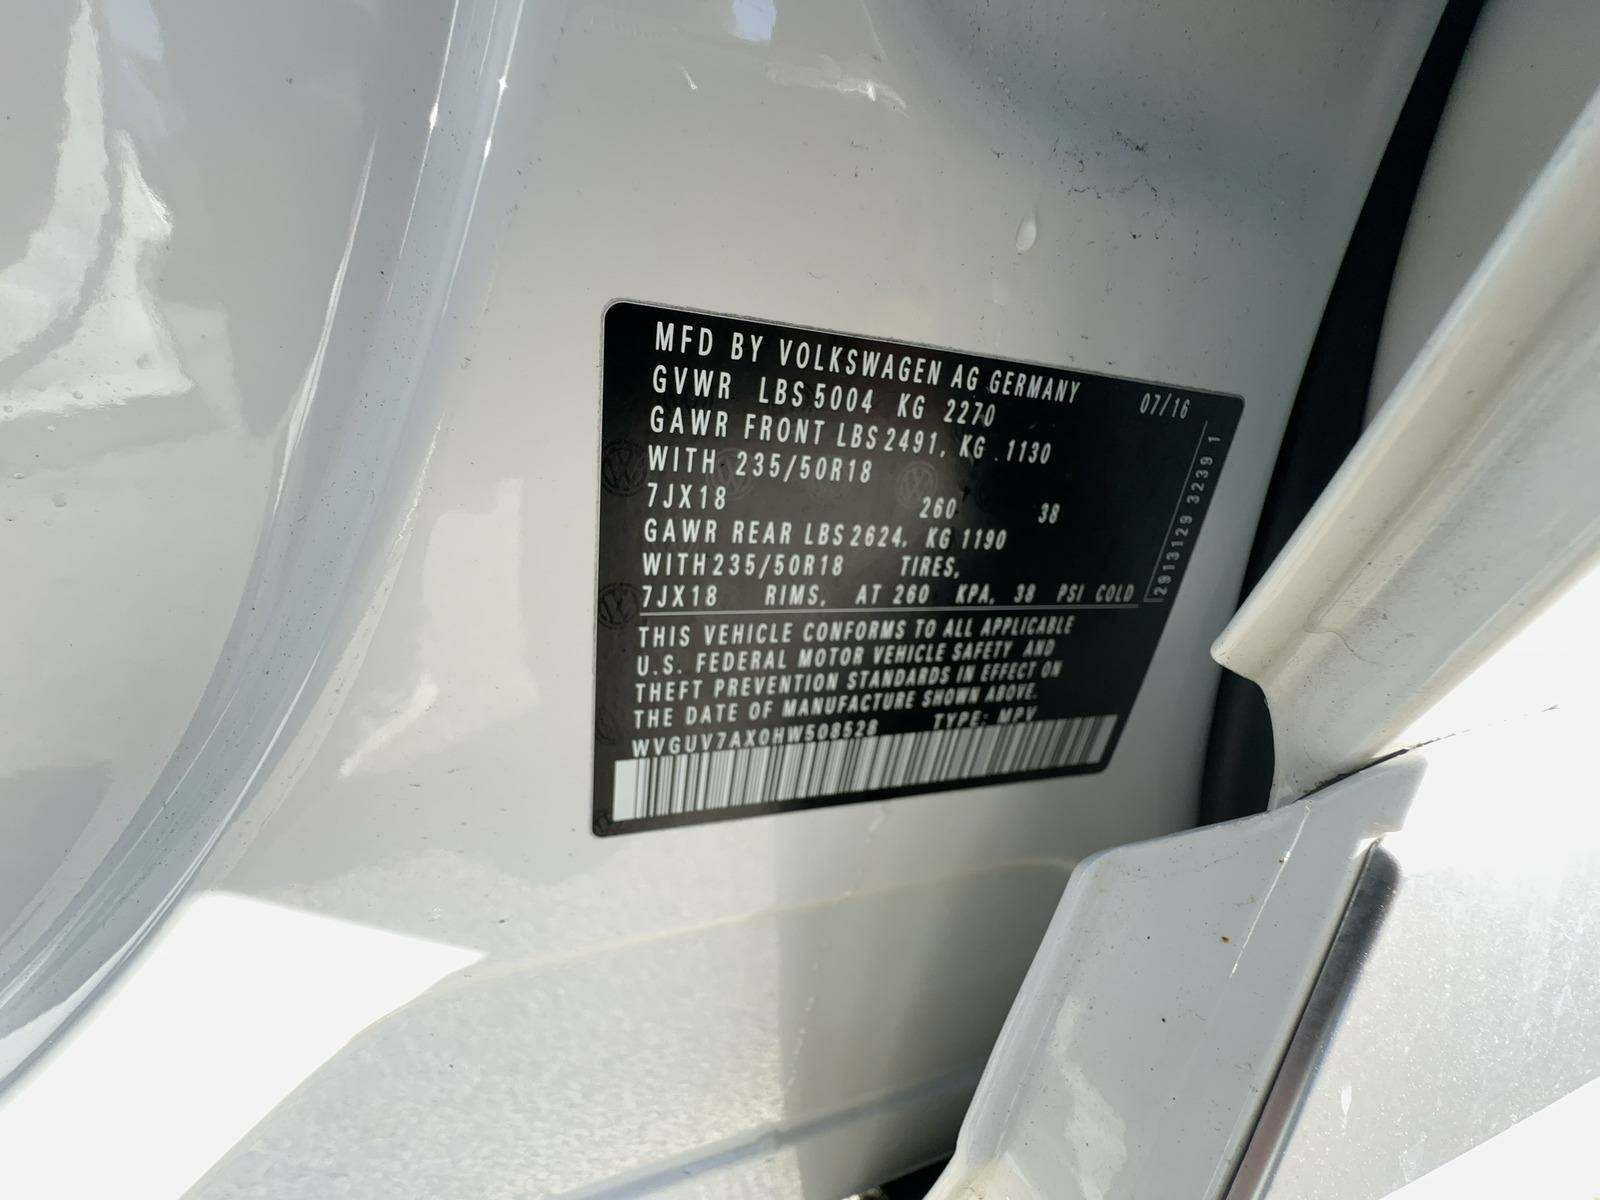 MFD BY VOLKSWAGEN AG GERMANY 07/16
GVWR LBS 5004 KG 2270
GAWR FRONT LBS 2491, KG 1130
WITH 235/50R18
7JX18 260 38
GAWR REAR LBS 2624, KG 1190
WITH 235/50R18 TIRES,
7JX18 RIMS, AT 260 KPA, 38 PSI COLD
THIS VEHICLE CONFORMS TO ALL APPLICABLE
U.S. FEDERAL MOTOR VEHICLE SAFETY AND
THEFT PREVENTION STANDARDS IN EFFECT ON
THE DATE OF MANUFACTURE SHOWN ABOVE.
WVGUV7AX0HW508528 TYPE: MPV
2913129 3239 1